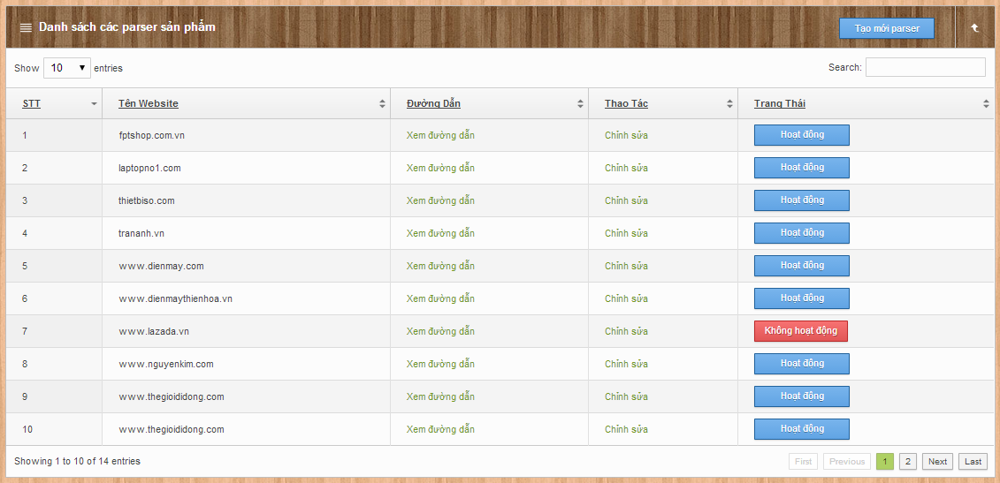 Danh sách các parser sản phẩm Tạo mới parser
Show 10 entries Search:
STT Tên Website Đường Dẫn Thao Tác Trạng Thái
1 fptshop.com.vn Xem đường dẫn Chỉnh sửa Hoạt động
2 laptopno1.com Xem đường dẫn Chỉnh sửa Hoạt động
3 thietbiso.com Xem đường dẫn Chỉnh sửa Hoạt động
4 trananh.vn Xem đường dẫn Chỉnh sửa Hoạt động
5 www.dienmay.com Xem đường dẫn Chỉnh sửa Hoạt động
6 www.dienmaythienhoa.vn Xem đường dẫn Chỉnh sửa Hoạt động
7 www.lazada.vn Xem đường dẫn Chỉnh sửa Không hoạt động
8 www.nguyenkim.com Xem đường dẫn Chỉnh sửa Hoạt động
9 www.thegioididong.com Xem đường dẫn Chỉnh sửa Hoạt động
10 www.thegioididong.com Xem đường dẫn Chỉnh sửa Hoạt động
Showing 1 to 10 of 14 entries First Previous 1 2 Next Last